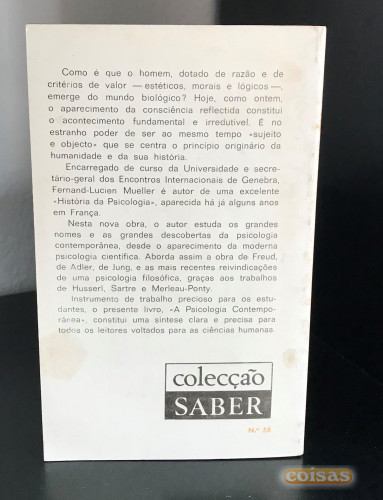 Como é que o homem, dotado de razão e de
critérios de valor — estéticos, morais e lógicos —,
emerge do mundo biológico? Hoje, como ontem,
o aparecimento da consciência reflectida constitui
o acontecimento fundamental e irredutível. É no
estranho poder de ser ao mesmo tempo «sujeito
e objecto» que se centra o princípio originário da
humanidade e da sua história.
Encarregado de curso da Universidade e secre-
tário-geral dos Encontros Internacionais de Genebra,
Fernand-Lucien Mueller é autor de uma excelente
«História da Psicologia», aparecida há já alguns anos
em França.
Nesta nova obra, o autor estuda os grandes
nomes e as grandes descobertas da psicologia
contemporânea, desde o aparecimento da moderna
psicologia científica. Aborda assim a obra de Freud,
de Adler, de Jung, e as mais recentes reivindicações
de uma psicologia filosófica, graças aos trabalhos
de Husserl, Sartre e Merleau-Ponty.
Instrumento de trabalho precioso para os estu-
dantes, o presente livro, «A Psicologia Contempo-
rânea», constitui uma síntese clara e precisa para
todos os leitores voltados para as ciências humanas.
colecção
SABER
N.º 58
coisas